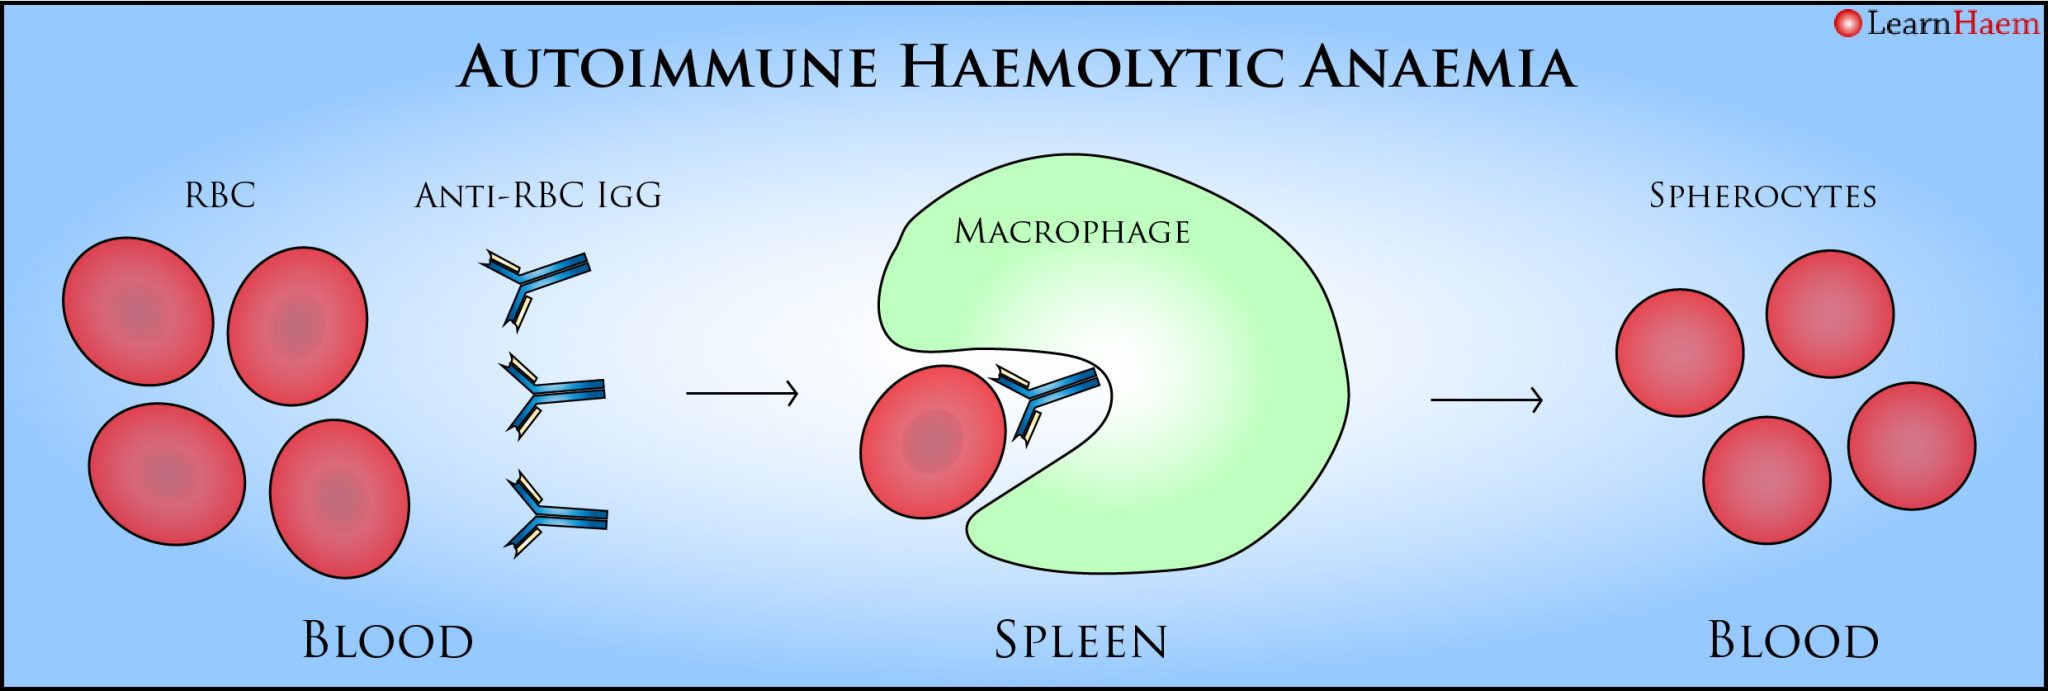 LearnHaem
Autoimmune Haemolytic Anaemia
RBC
Anti-RBC IgG
Macrophage
Spherocytes
Blood
Spleen
Blood